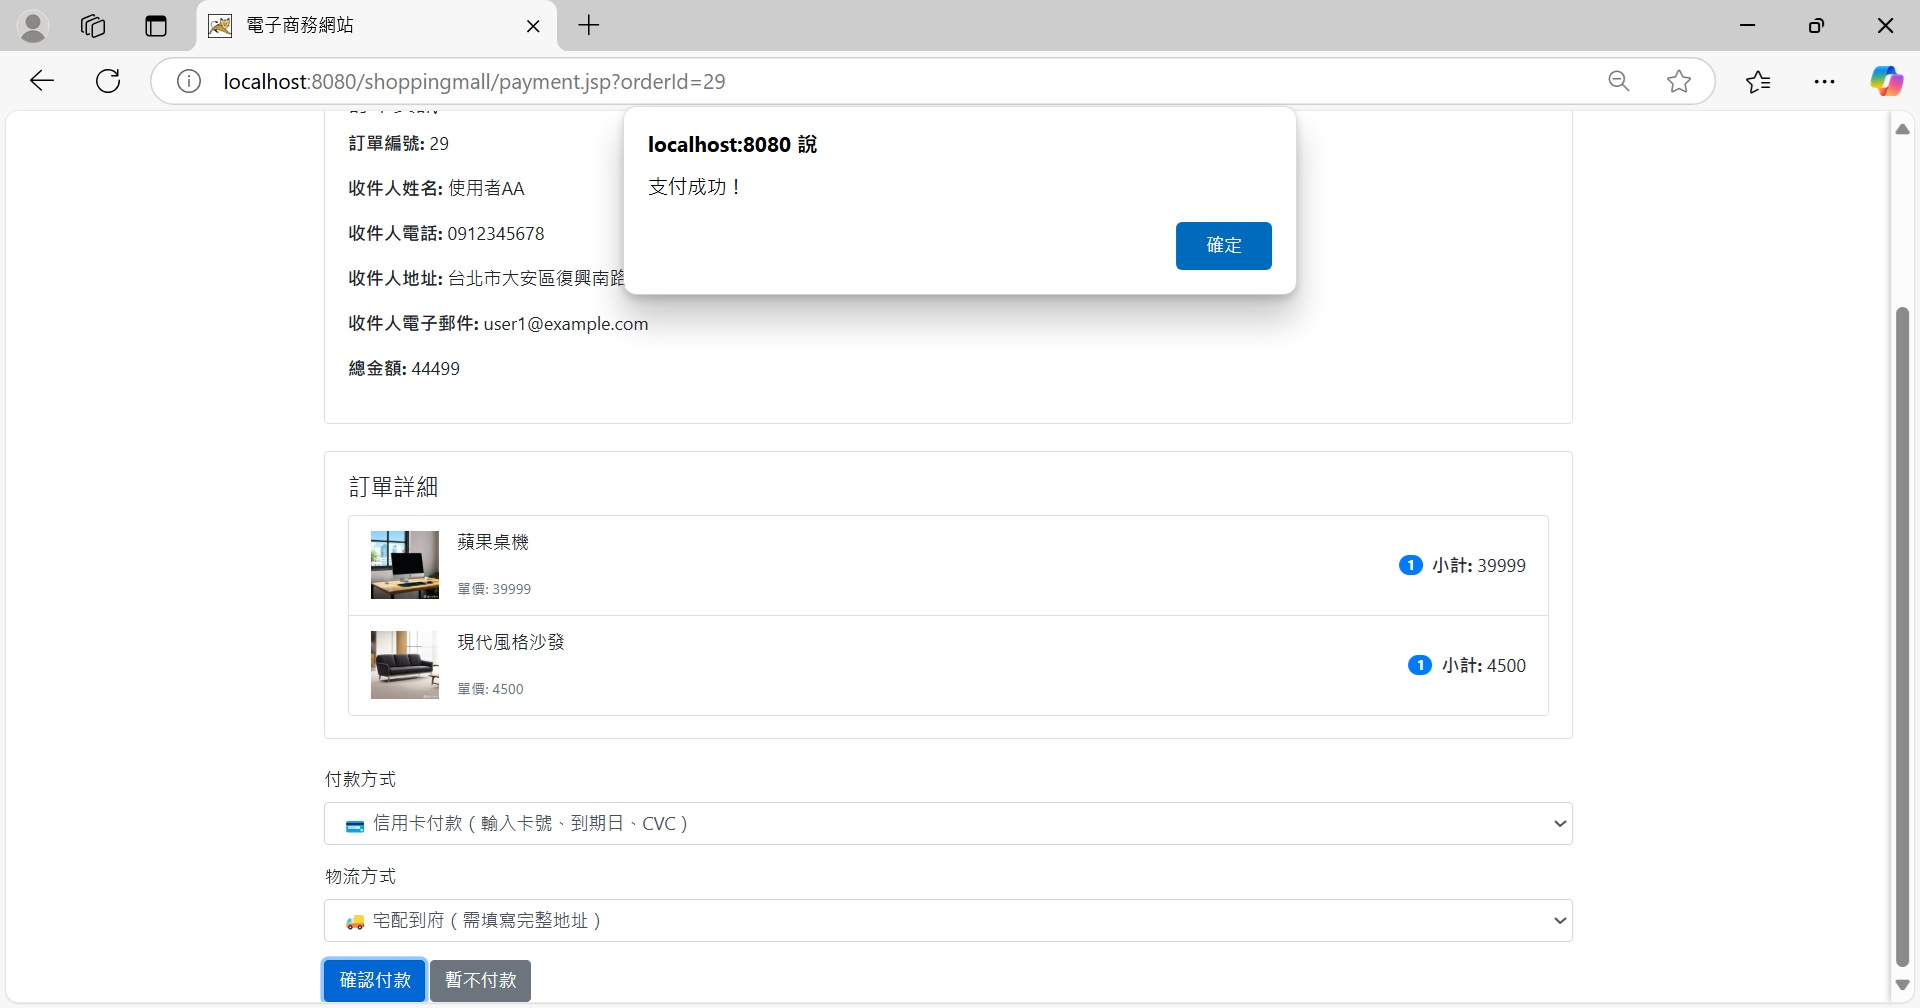 電子商務網站
localhost:8080/shoppingmall/payment.jsp?orderId=29
localhost:8080 說
支付成功！
確定
訂單編號: 29
收件人姓名: 使用者AA
收件人電話: 0912345678
收件人地址: 台北市大安區復興南路
收件人電子郵件: user1@example.com
總金額: 44499
訂單詳細
蘋果桌機
單價: 39999
1 小計: 39999
現代風格沙發
單價: 4500
1 小計: 4500
付款方式
信用卡付款（輸入卡號、到期日、CVC）
物流方式
宅配到府（需填寫完整地址）
確認付款 暫不付款